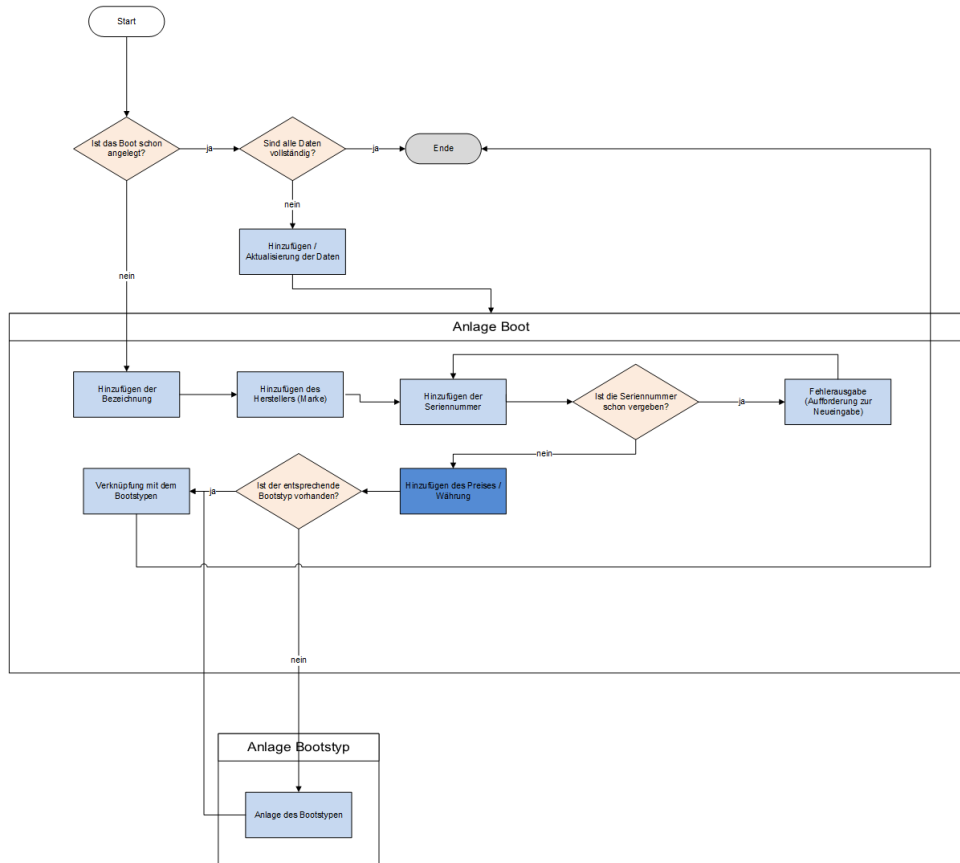 Start
Ist das Boot schon
angelegt?
ja
Sind alle Daten
vollständig?
ja
Ende
nein
Hinzufügen /
Aktualisierung der Daten
nein
Anlage Boot
Hinzufügen der
Bezeichnung
Hinzufügen des
Herstellers (Marke)
Hinzufügen der
Seriennummer
Ist die Seriennummer
schon vergeben?
ja
Fehlerausgabe
(Aufforderung zur
Neueingabe)
nein
Verknüpfung mit dem
Bootstypen
ja
Ist der entsprechende
Bootstyp vorhanden?
Hinzufügen des Preises /
Währung
nein
Anlage Bootstyp
Anlage des Bootstypen